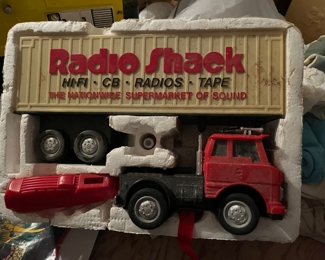 Radio Shack
HI-FI • CB • RADIOS • TAPE
THE NATIONWIDE SUPERMARKET OF SOUND